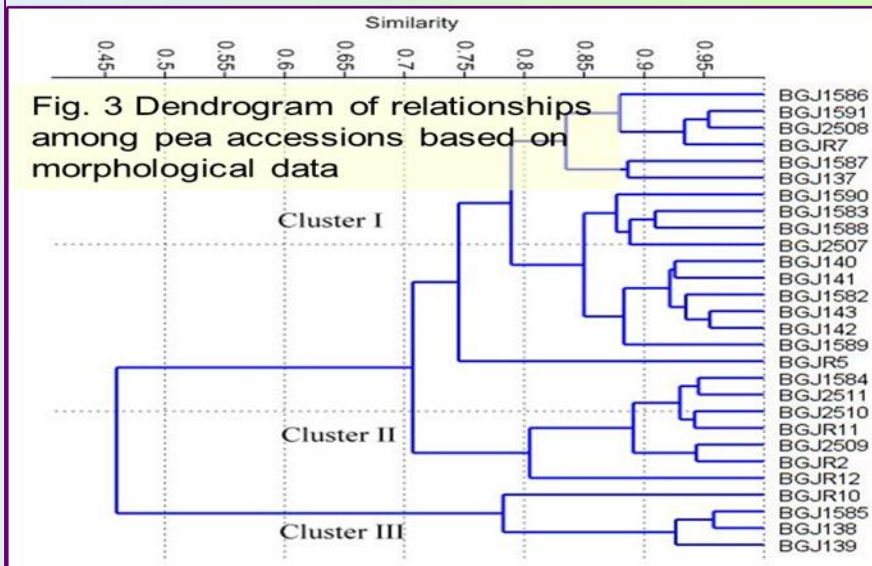 Similarity
0.45 0.5 0.55 0.6 0.65 0.7 0.75 0.8 0.85 0.9 0.95
Fig. 3 Dendrogram of relationships
among pea accessions based on
morphological data
BGJ1586
BGJ1591
BGJ2508
BGJR7
BGJ1587
BGJ137
BGJ1590
BGJ1583
Cluster I
BGJ1588
BGJ2507
BGJ140
BGJ141
BGJ1582
BGJ143
BGJ142
BGJ1589
BGJR5
BGJ1584
BGJ2511
BGJ2510
BGJR11
Cluster II
BGJ2509
BGJR2
BGJR12
BGJR10
BGJ1585
Cluster III
BGJ138
BGJ139